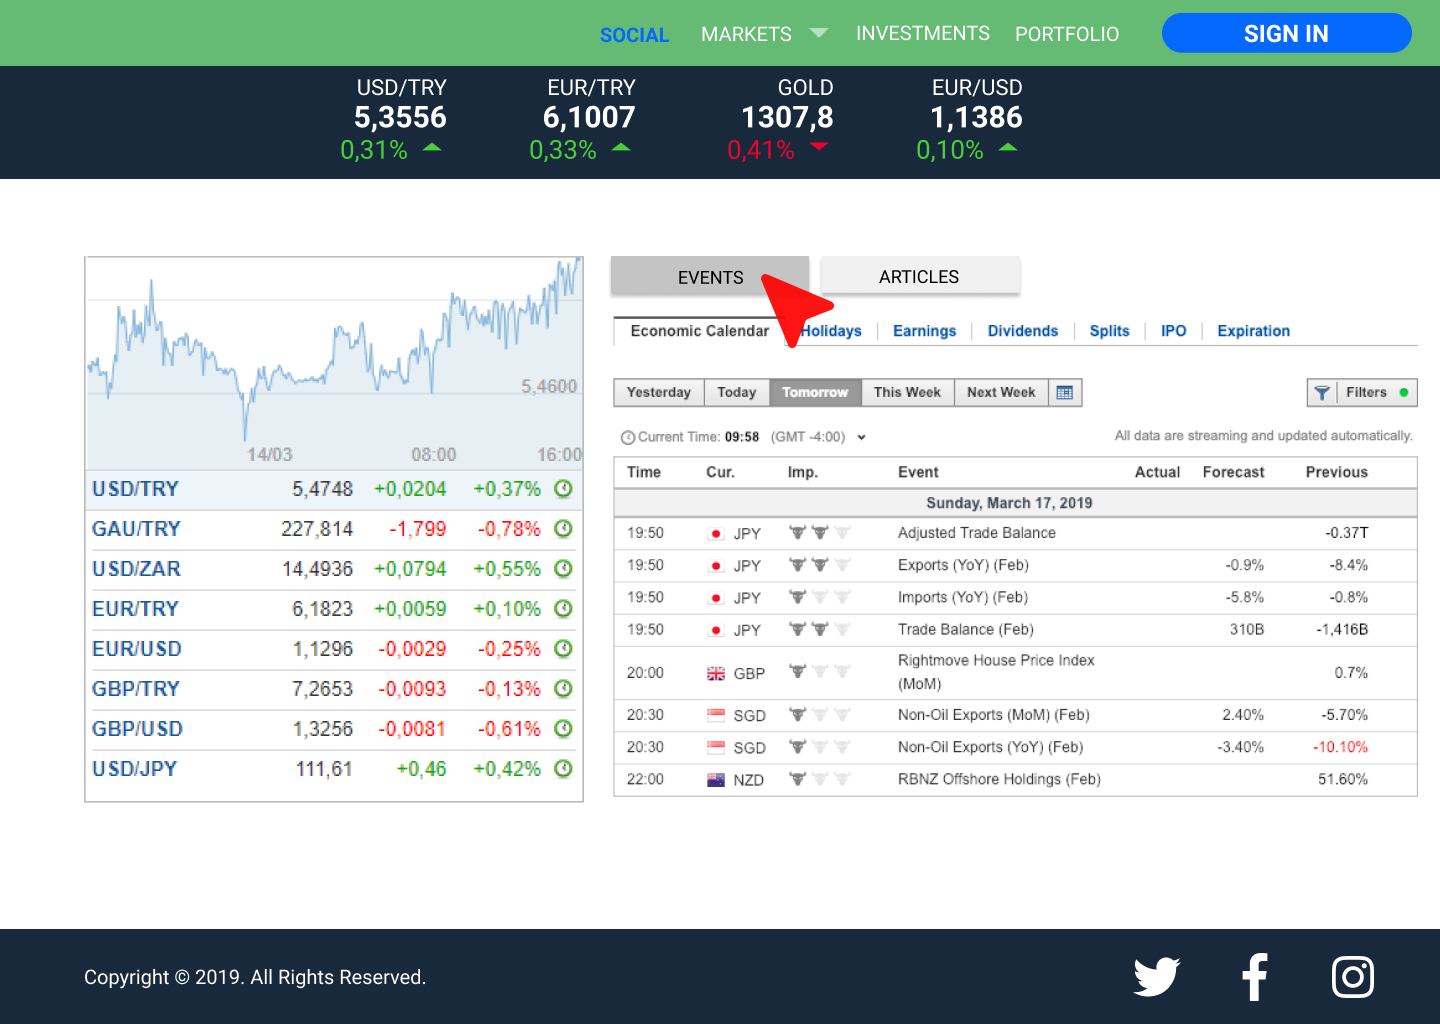 SOCIAL MARKETS INVESTMENTS PORTFOLIO SIGN IN
USD/TRY EUR/TRY GOLD EUR/USD
5,3556 6,1007 1307,8 1,1386
0,31% 0,33% 0,41% 0,10%
EVENTS ARTICLES
Economic Calendar Holidays Earnings Dividends Splits IPO Expiration
5,4600
14/03 08:00 16:00
USD/TRY 5,4748 +0,0204 +0,37%
GAU/TRY 227,814 -1,799 -0,78%
USD/ZAR 14,4936 +0,0794 +0,55%
EUR/TRY 6,1823 +0,0059 +0,10%
EUR/USD 1,1296 -0,0029 -0,25%
GBP/TRY 7,2653 -0,0093 -0,13%
GBP/USD 1,3256 -0,0081 -0,61%
USD/JPY 111,61 +0,46 +0,42%
Yesterday Today Tomorrow This Week Next Week Filters
Current Time: 09:58 (GMT -4:00) All data are streaming and updated automatically.
Time Cur. Imp. Event Actual Forecast Previous
Sunday, March 17, 2019
19:50 JPY Adjusted Trade Balance -0.37T
19:50 JPY Exports (YoY) (Feb) -0.9% -8.4%
19:50 JPY Imports (YoY) (Feb) -5.8% -0.8%
19:50 JPY Trade Balance (Feb) 310B -1,416B
20:00 GBP Rightmove House Price Index
(MoM) 0.7%
20:30 SGD Non-Oil Exports (MoM) (Feb) 2.40% -5.70%
20:30 SGD Non-Oil Exports (YoY) (Feb) -3.40% -10.10%
22:00 NZD RBNZ Offshore Holdings (Feb) 51.60%
Copyright © 2019. All Rights Reserved.